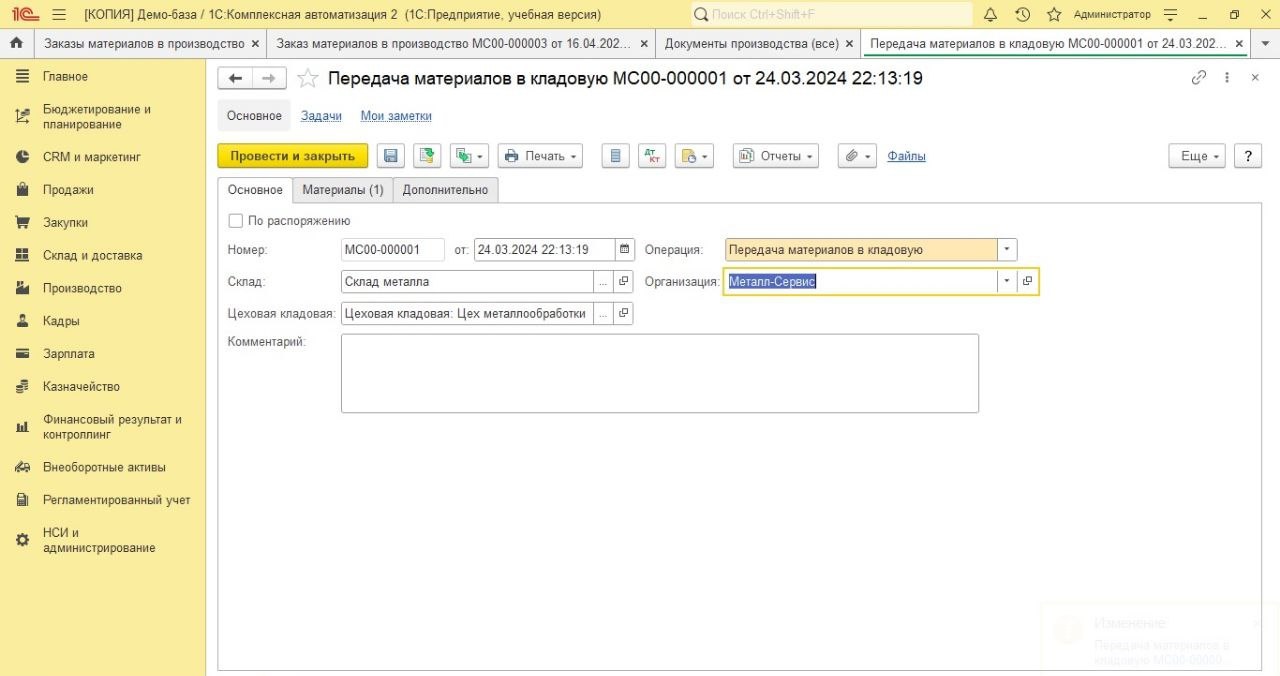 [КОПИЯ] Демо-база / 1С:Комплексная автоматизация 2 (1С:Предприятие, учебная версия)
Поиск Ctrl+Shift+F
Администратор
Заказы материалов в производство
Заказ материалов в производство МС00-000003 от 16.04.202...
Документы производства (все)
Передача материалов в кладовую МС00-000001 от 24.03.202...
Главное
Бюджетирование и
планирование
CRM и маркетинг
Продажи
Закупки
Склад и доставка
Производство
Кадры
Зарплата
Казначейство
Финансовый результат и
контроллинг
Внеоборотные активы
Регламентированный учет
НСИ и
администрирование
Передача материалов в кладовую МС00-000001 от 24.03.2024 22:13:19
Основное Задачи Мои заметки
Провести и закрыть Печать Дт Кт Отчеты Файлы Еще ?
Основное Материалы (1) Дополнительно
По распоряжению
Номер: МС00-000001 от: 24.03.2024 22:13:19 Операция: Передача материалов в кладовую
Склад: Склад металла ... Организация: Металл-Сервис
Цеховая кладовая: Цеховая кладовая: Цех металлообработки ...
Комментарий:
Изменение:
Передача материалов в
кладовую МС00-00000...